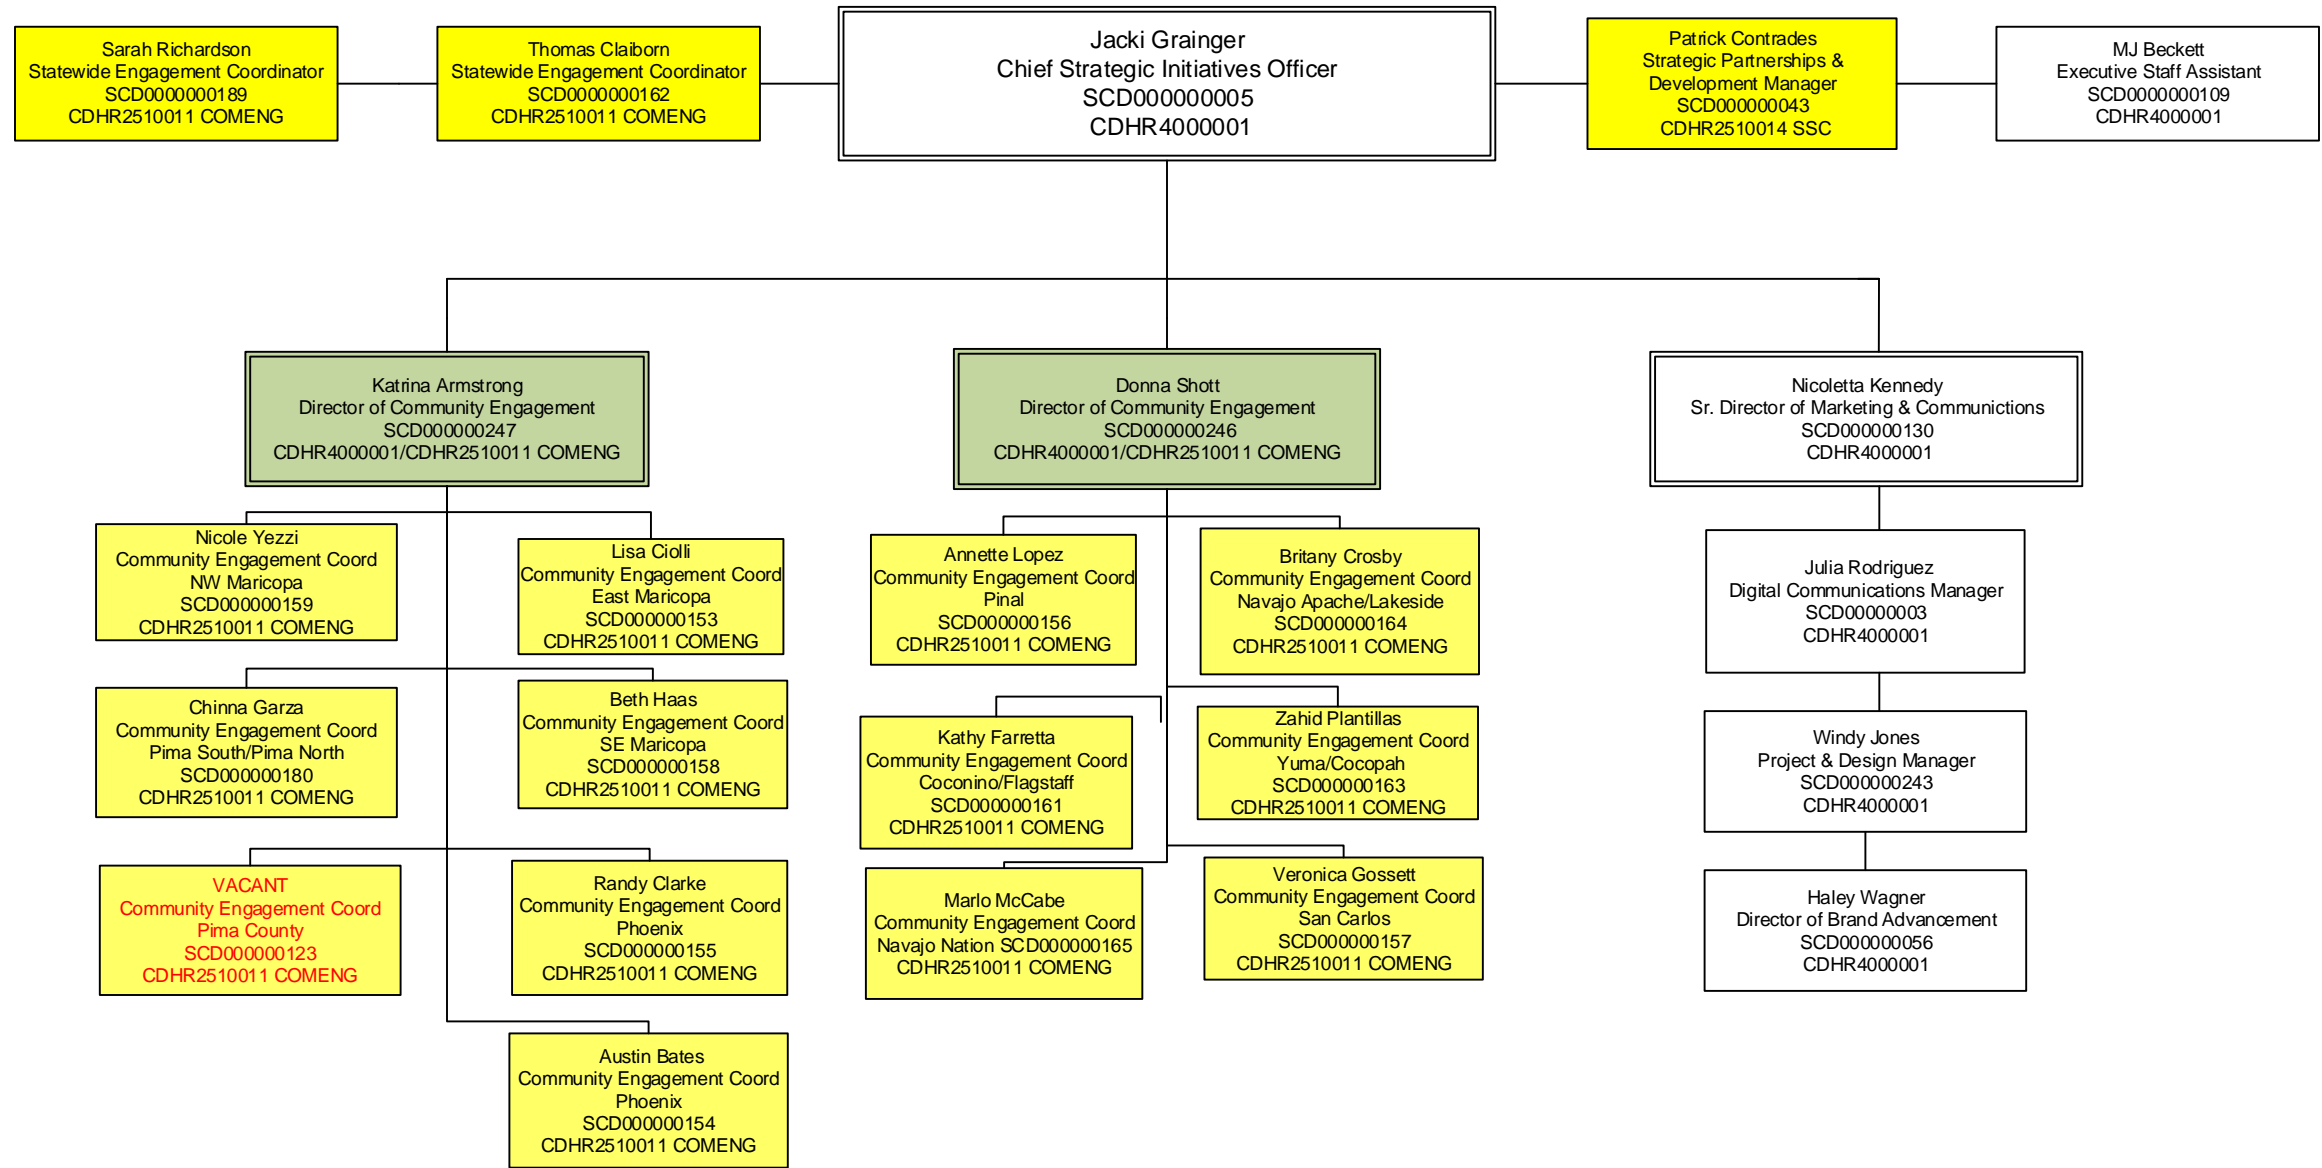 Sarah Richardson
Statewide Engagement Coordinator
SCD0000000189
CDHR2510011 COMENG
Thomas Claiborn
Statewide Engagement Coordinator
SCD0000000162
CDHR2510011 COMENG
Jacki Grainger
Chief Strategic Initiatives Officer
SCD000000005
CDHR4000001
Patrick Contrades
Strategic Partnerships &
Development Manager
SCD000000043
CDHR2510014 SSC
MJ Beckett
Executive Staff Assistant
SCD0000000109
CDHR4000001
Katrina Armstrong
Director of Community Engagement
SCD000000247
CDHR4000001/CDHR2510011 COMENG
Donna Shott
Director of Community Engagement
SCD000000246
CDHR4000001/CDHR2510011 COMENG
Nicoletta Kennedy
Sr. Director of Marketing & Communictions
SCD000000130
CDHR4000001
Nicole Yezzi
Community Engagement Coord
NW Maricopa
SCD000000159
CDHR2510011 COMENG
Lisa Ciolli
Community Engagement Coord
East Maricopa
SCD000000153
CDHR2510011 COMENG
Annette Lopez
Community Engagement Coord
Pinal
SCD000000156
CDHR2510011 COMENG
Britany Crosby
Community Engagement Coord
Navajo Apache/Lakeside
SCD000000164
CDHR2510011 COMENG
Julia Rodriguez
Digital Communications Manager
SCD00000003
CDHR4000001
Chinna Garza
Community Engagement Coord
Pima South/Pima North
SCD000000180
CDHR2510011 COMENG
Beth Haas
Community Engagement Coord
SE Maricopa
SCD000000158
CDHR2510011 COMENG
Kathy Farretta
Community Engagement Coord
Coconino/Flagstaff
SCD000000161
CDHR2510011 COMENG
Zahid Plantillas
Community Engagement Coord
Yuma/Cocopah
SCD000000163
CDHR2510011 COMENG
Windy Jones
Project & Design Manager
SCD000000243
CDHR4000001
VACANT
Community Engagement Coord
Pima County
SCD000000123
CDHR2510011 COMENG
Randy Clarke
Community Engagement Coord
Phoenix
SCD000000155
CDHR2510011 COMENG
Marlo McCabe
Community Engagement Coord
Navajo Nation SCD000000165
CDHR2510011 COMENG
Veronica Gossett
Community Engagement Coord
San Carlos
SCD000000157
CDHR2510011 COMENG
Haley Wagner
Director of Brand Advancement
SCD000000056
CDHR4000001
Austin Bates
Community Engagement Coord
Phoenix
SCD000000154
CDHR2510011 COMENG